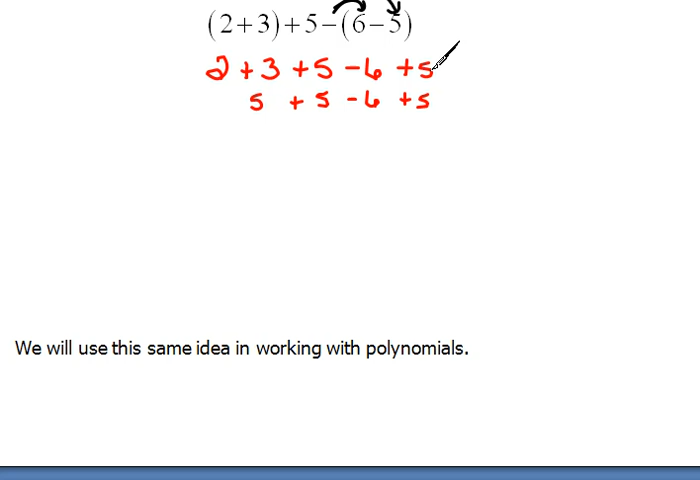 (2+3)+5−(6−5)
2 + 3 + 5 - 6 + 5
5 + 5 - 6 + 5
We will use this same idea in working with polynomials.